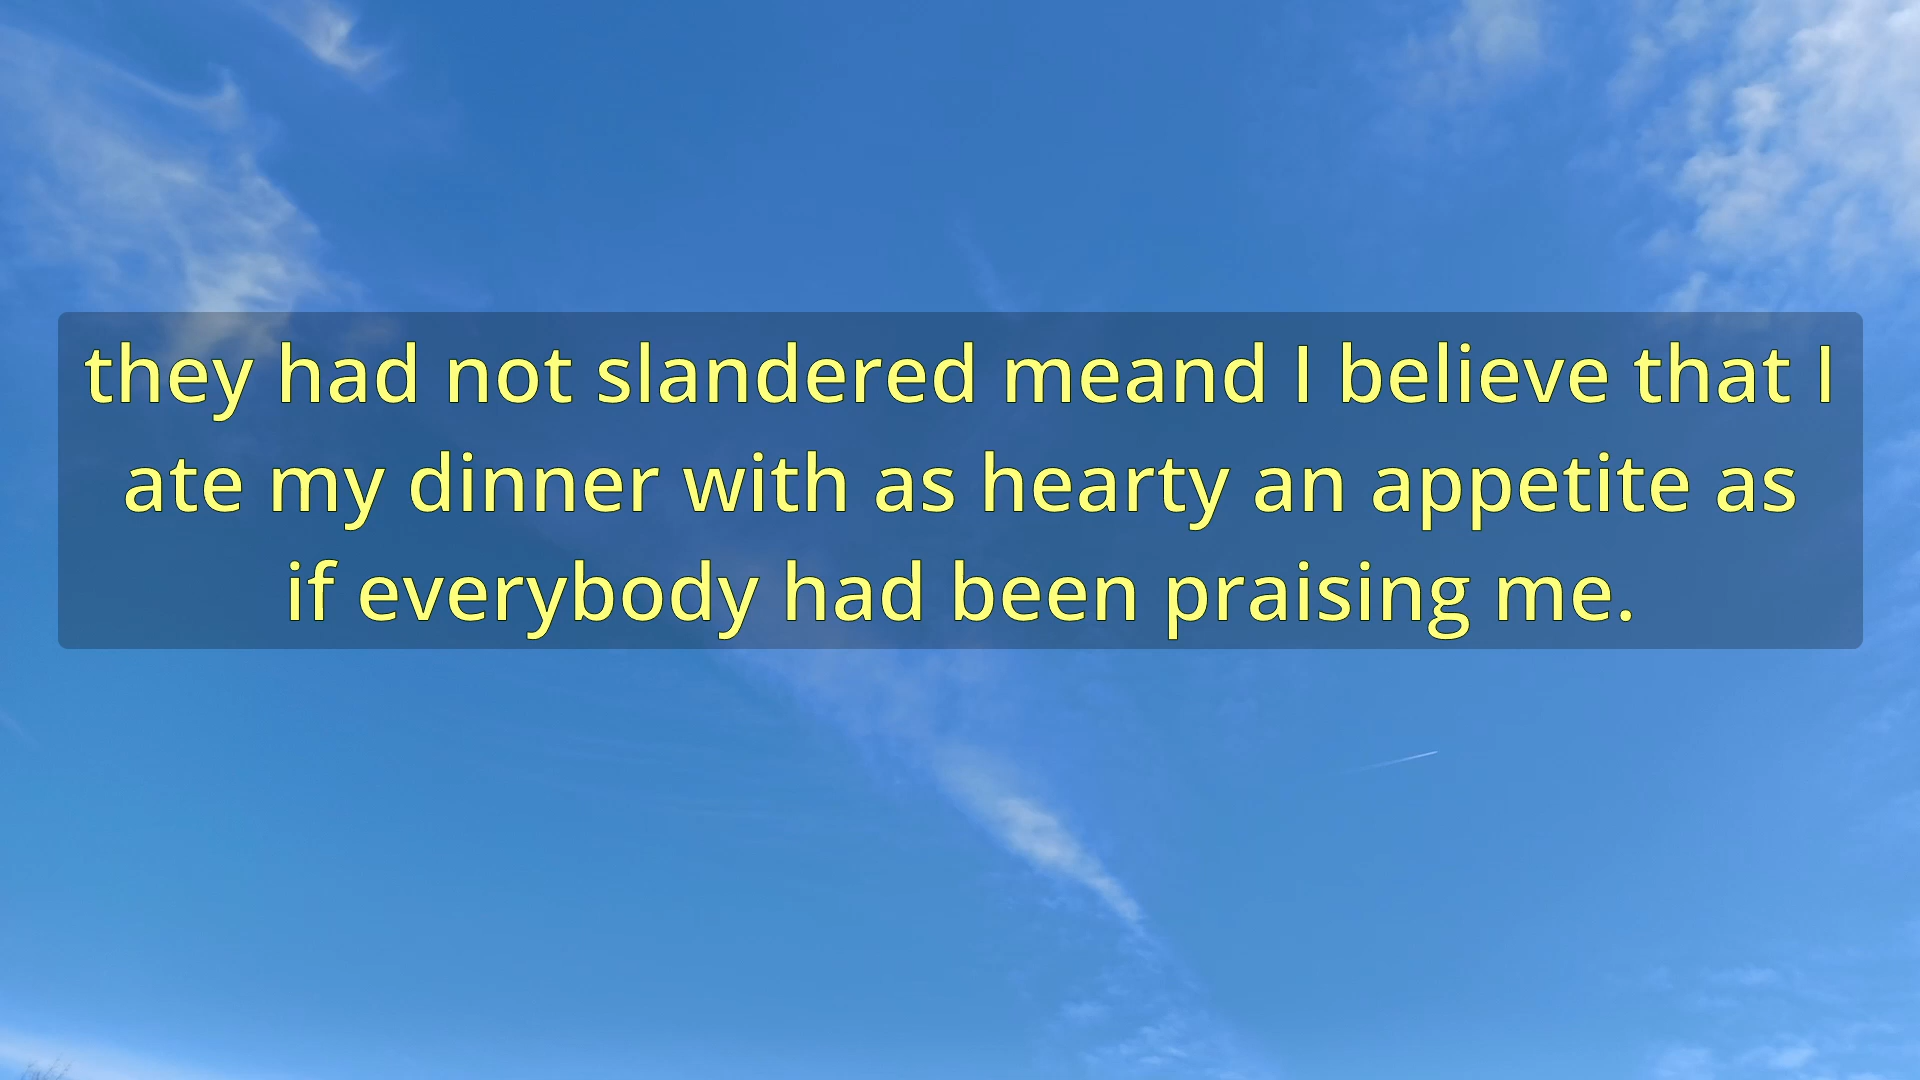 they had not slandered meand I believe that I
ate my dinner with as hearty an appetite as
if everybody had been praising me.